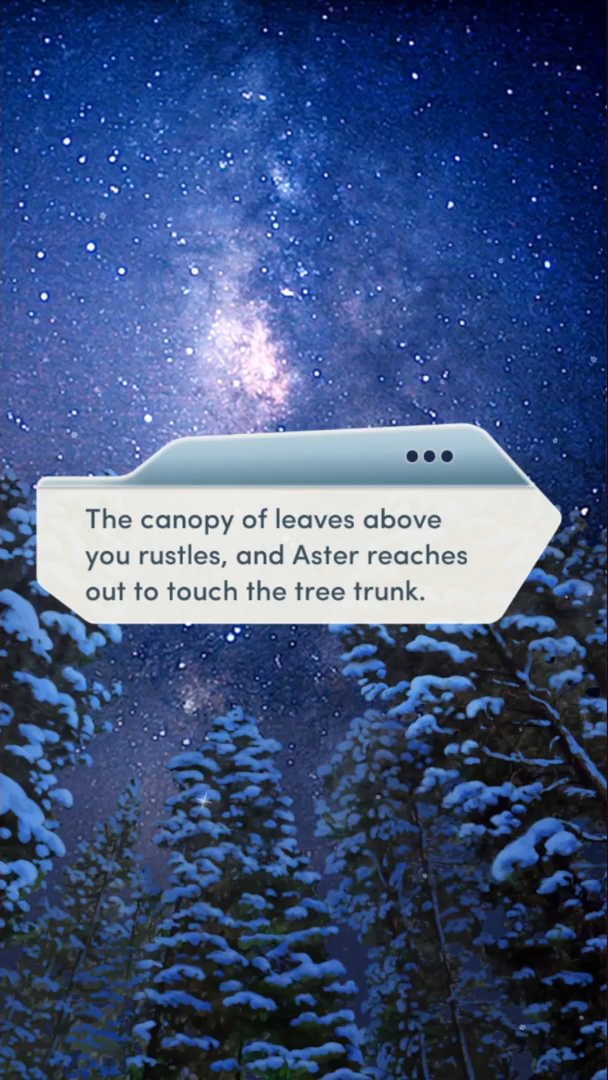 The canopy of leaves above
you rustles, and Aster reaches
out to touch the tree trunk.